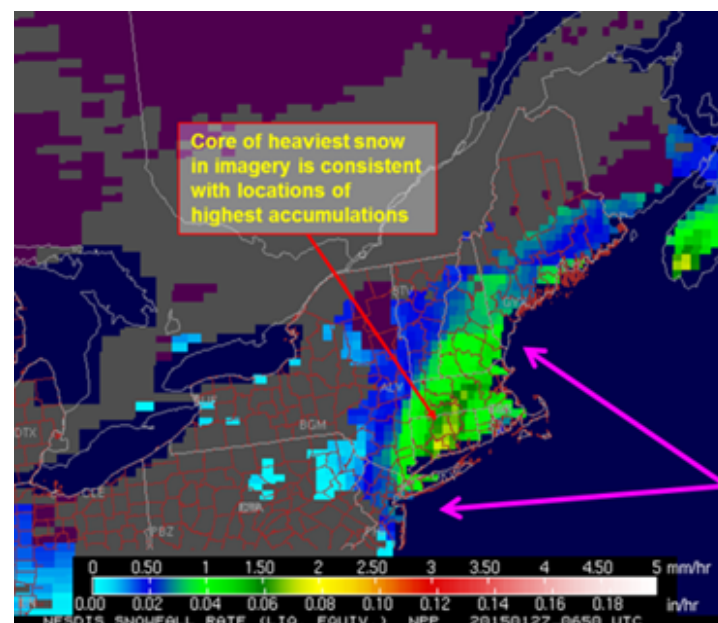 Core of heaviest snow
in imagery is consistent
with locations of
highest accumulations
BTV
ALY
BUF
BGM
DTX
CLE
PBZ
0 0.50 1 1.50 2 2.50 3 3.50 4 4.50 5 mm/hr
0.00 0.02 0.04 0.06 0.08 0.10 0.12 0.14 0.16 0.18 in/hr
NESDIS SNOWFALL RATE (LIQ. EQUIV.) NPP 20150127 0650 UTC